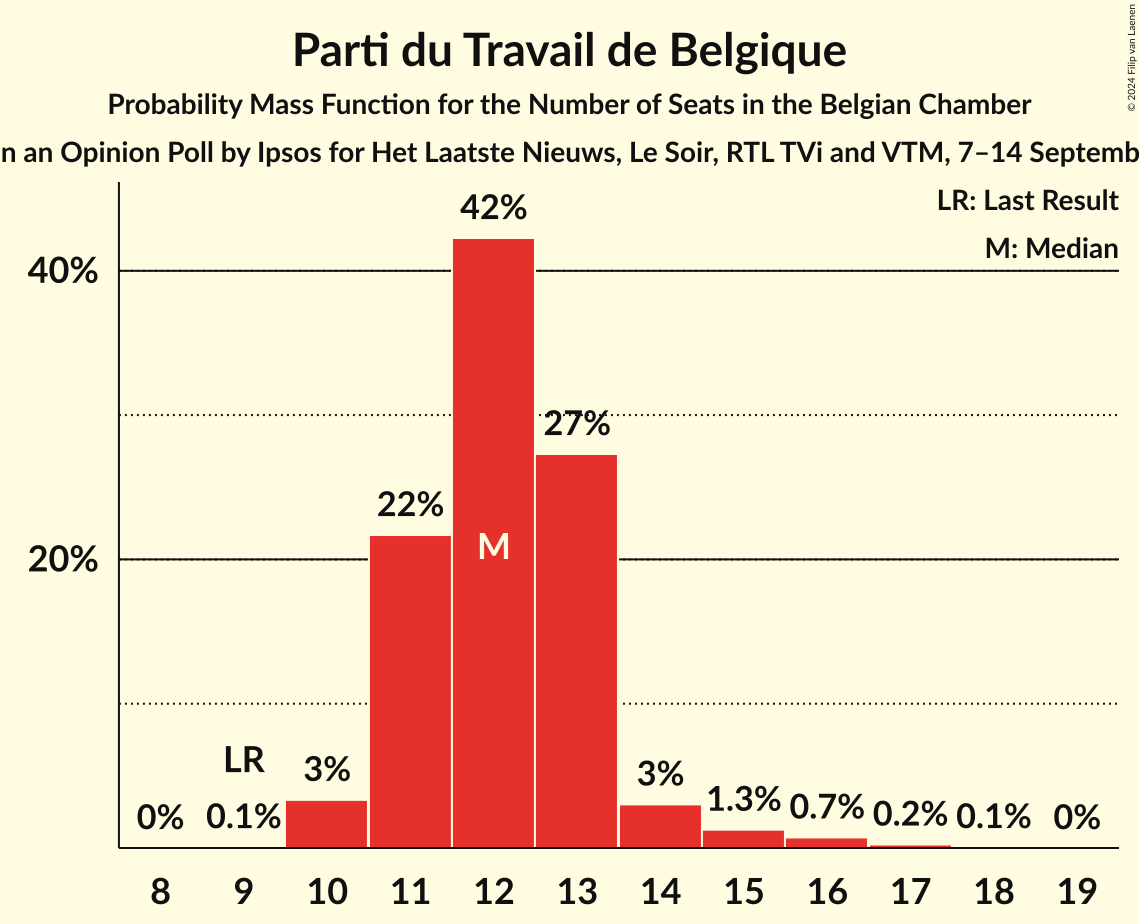 Parti du Travail de Belgique
Probability Mass Function for the Number of Seats in the Belgian Chamber
an Opinion Poll by Ipsos for Het Laatste Nieuws, Le Soir, RTL TVi and VTM, 7–14
© 2024 Filip van Laenen
LR: Last Result
M: Median
42%
40%
27%
22%
M
20%
LR
3%
3%
1.3%
0.7%
0.2%
0.1%
0%
0%
0.1%
8 9 10 11 12 13 14 15 16 17 18 19